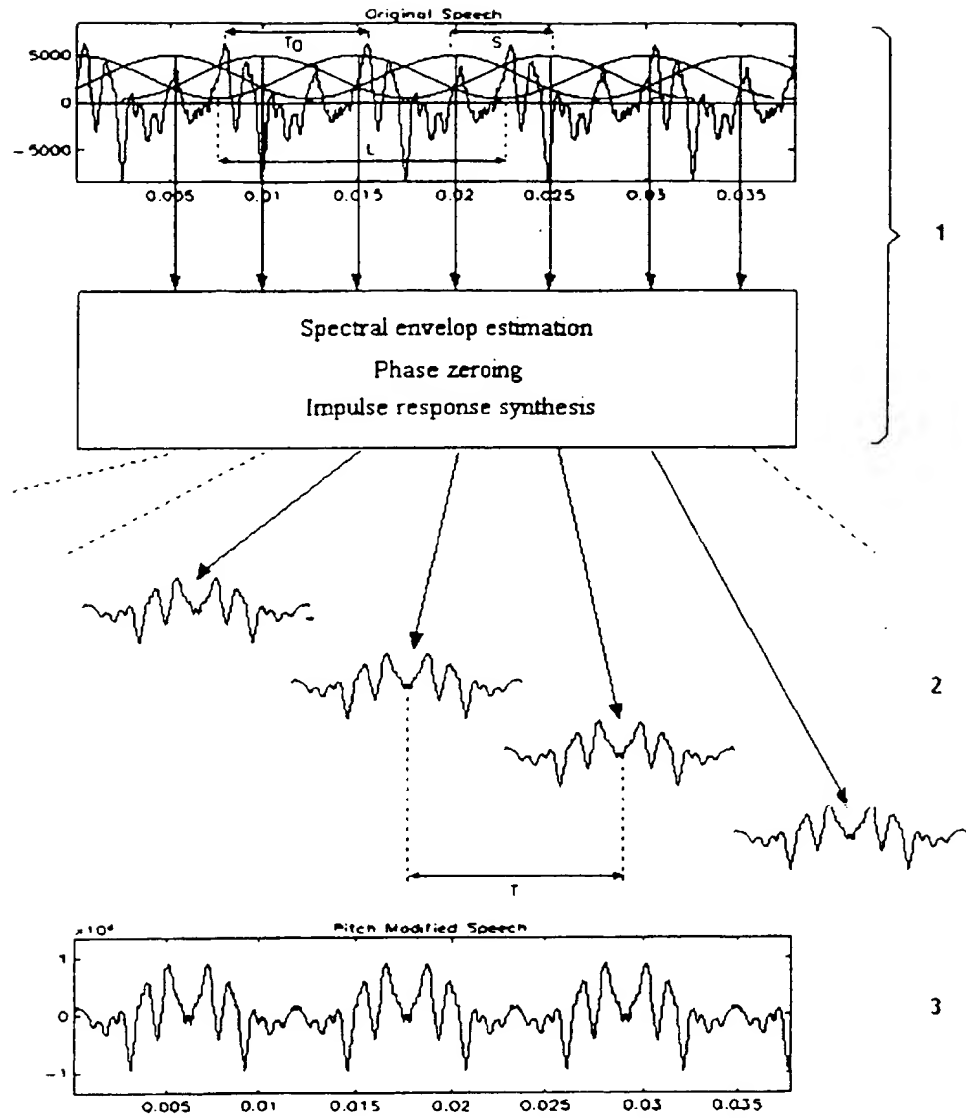 Original Speech
T0 S
5000
0
-5000
L
0.005 0.01 0.015 0.02 0.025 0.03 0.035
1
Spectral envelop estimation
Phase zeroing
Impulse response synthesis
2
T
×10⁴ Pitch Modified Speech
1
0
-1
3
0.005 0.01 0.015 0.02 0.025 0.03 0.035